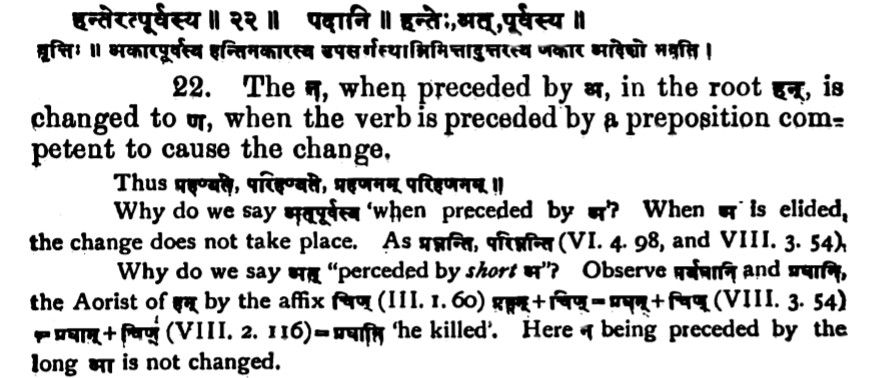 हन्तेरत्पूर्वस्य ॥ २२ ॥ पदानि ॥ हन्तेः, अत्, पूर्वस्य ॥
वृत्तिः ॥ अकारपूर्वस्य हन्तिनकारस्य उपसर्गस्थान्निमित्तादुत्तरस्य णकार आदेशो भवति ।
22. The न्, when preceded by अ, in the root हन्, is
changed to ण, when the verb is preceded by a preposition com-
petent to cause the change.
Thus प्रहण्यते, परिहण्यते, प्रहणनम् परिहणनम् ॥
Why do we say अत्पूर्वस्य 'when preceded by अ'? When अ is elided,
the change does not take place. As प्रघ्नन्ति, परिघ्नन्ति (VI. 4. 98, and VIII. 3. 54).
Why do we say अत् "perceded by short अ"? Observe and प्रघानि,
the Aorist of हन् by the affix चिण् (III. 1. 60) + चिण् = प्रघन् + चिण् (VIII. 3. 54)
= प्रघान् + चिण् (VIII. 2. 116) = प्रघानि 'he killed'. Here न being preceded by the
long आ is not changed.